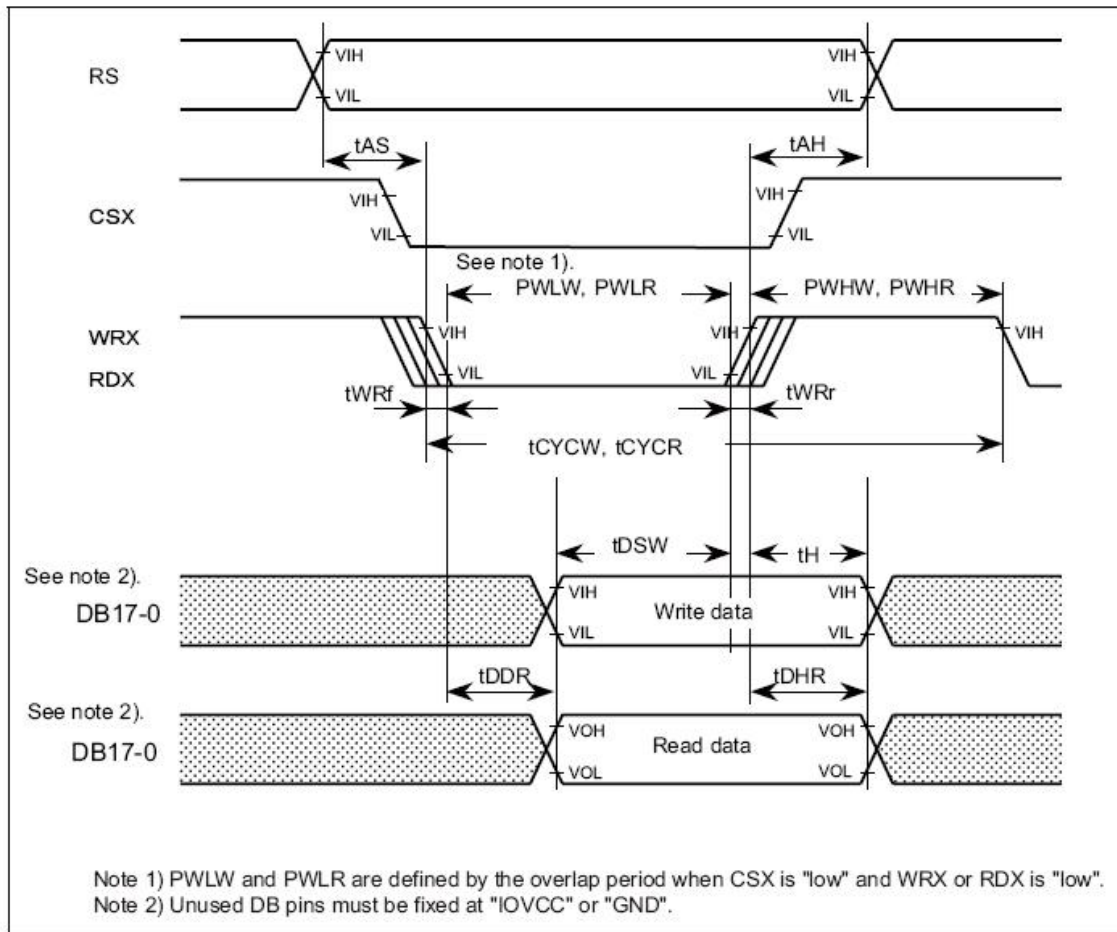 RS
VIH
VIH
VIL
VIL
tAS
tAH
CSX
VIH
VIH
VIL
VIL
See note 1).
PWLW, PWLR
PWHW, PWHR
WRX
VIH
VIH
VIH
RDX
VIL
VIL
tWRf
tWRr
tCYCW, tCYCR
tDSW
tH
See note 2).
DB17-0
VIH
Write data
VIH
VIL
VIL
tDDR
tDHR
See note 2).
DB17-0
VOH
Read data
VOH
VOL
VOL
Note 1) PWLW and PWLR are defined by the overlap period when CSX is "low" and WRX or RDX is "low".
Note 2) Unused DB pins must be fixed at "IOVCC" or "GND".